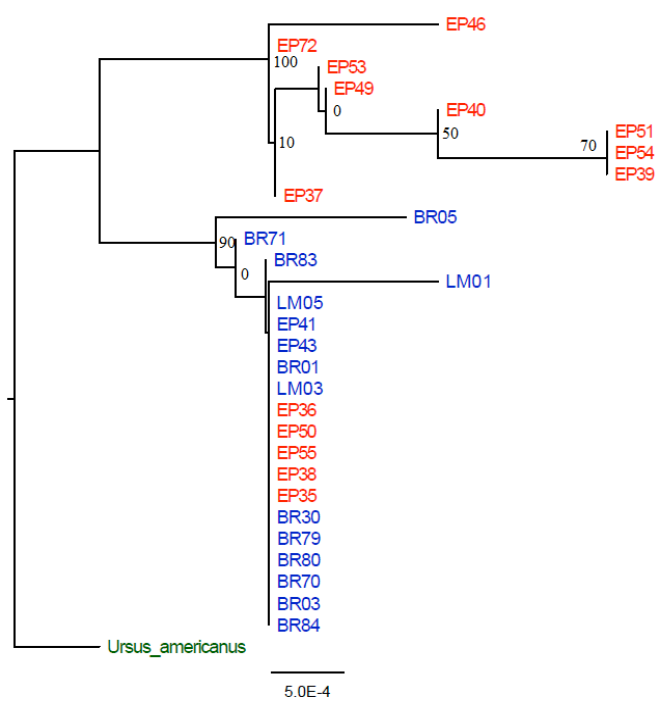 EP46
EP72
100
EP53
EP49
0
EP40
50
EP51
70
EP54
10
EP39
EP37
BR05
90
BR71
BR83
0
LM01
LM05
EP41
EP43
BR01
LM03
EP36
EP50
EP55
EP38
EP35
BR30
BR79
BR80
BR70
BR03
BR84
Ursus_americanus
5.0E-4